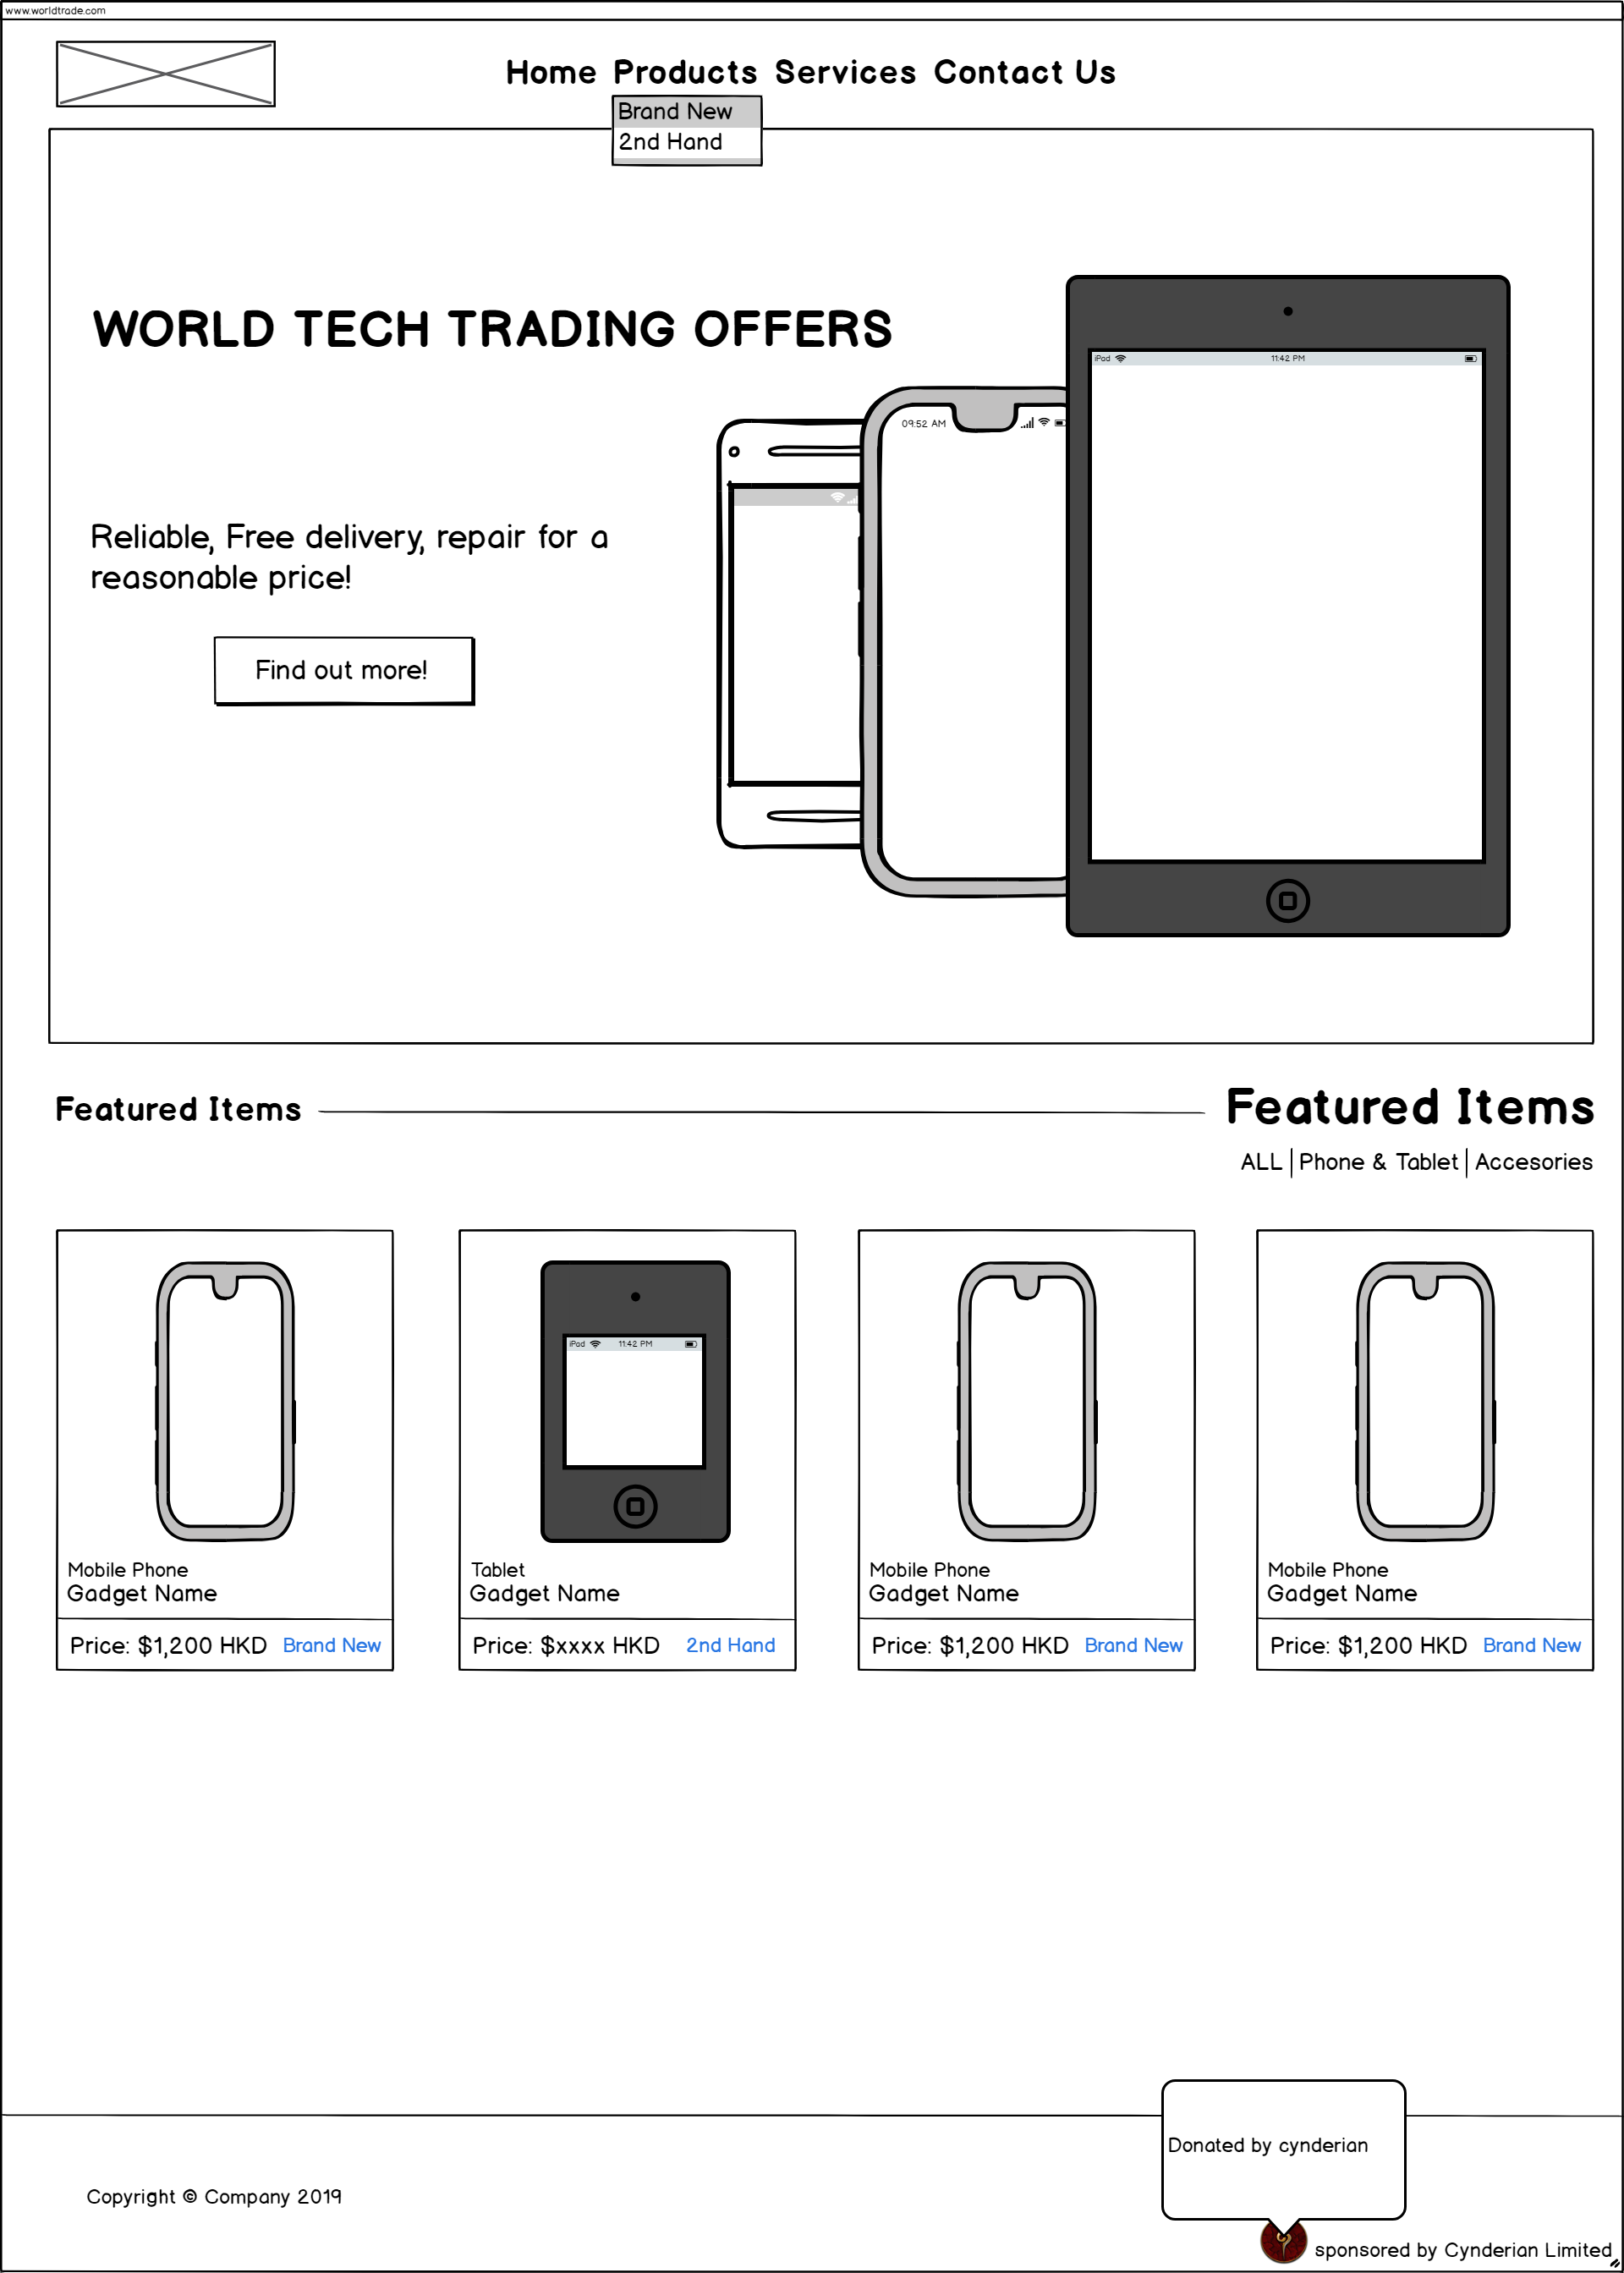 www.worldtrade.com
Home Products Services Contact Us
Brand New
2nd Hand
WORLD TECH TRADING OFFERS
iPad 11:42 PM
09:52 AM
Reliable, Free delivery, repair for a
reasonable price!
Find out more!
Featured Items
Featured Items
ALL Phone & Tablet Accesories
iPod 11:42 PM
Mobile Phone
Gadget Name
Price: $1,200 HKD Brand New
Tablet
Gadget Name
Price: $xxxx HKD 2nd Hand
Mobile Phone
Gadget Name
Price: $1,200 HKD Brand New
Mobile Phone
Gadget Name
Price: $1,200 HKD Brand New
Donated by cynderian
Copyright © Company 2019
sponsored by Cynderian Limited